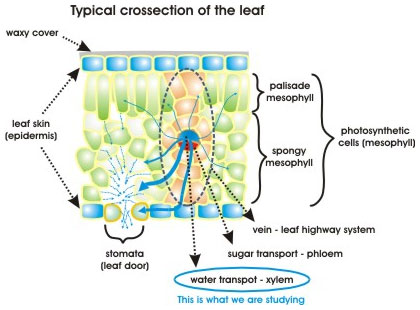 Typical crossection of the leaf
waxy cover
leaf skin
(epidermis)
palisade
mesophyll
spongy
mesophyll
photosynthetic
cells (mesophyll)
vein - leaf highway system
sugar transport - phloem
stomata
(leaf door)
water transpot - xylem
This is what we are studying